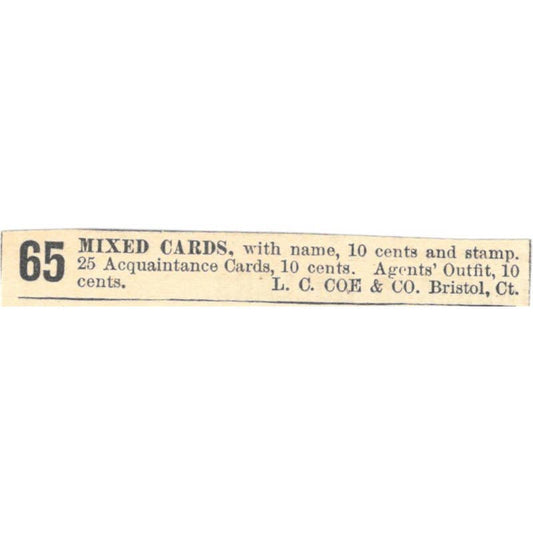 65 MIXED CARDS, with name, 10 cents and stamp.
25 Acquaintance Cards, 10 cents. Agents' Outfit, 10
cents. L. C. COE & CO. Bristol, Ct.